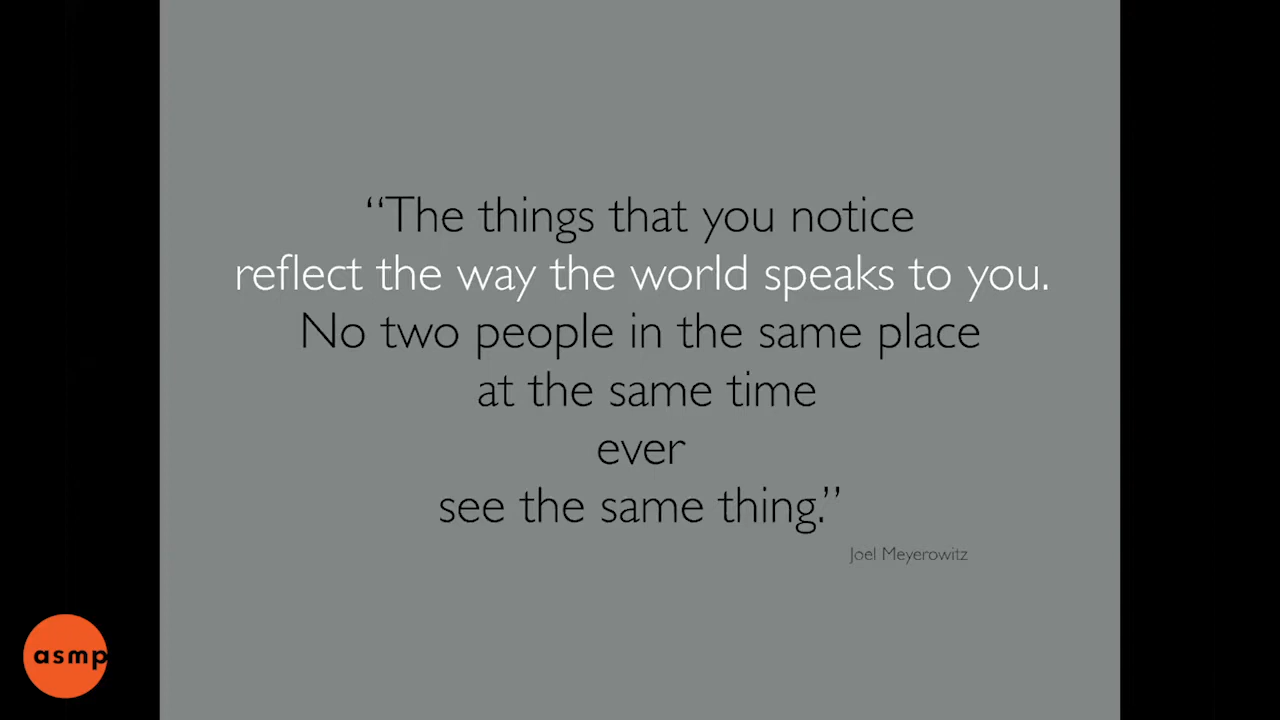 “The things that you notice
reflect the way the world speaks to you.
No two people in the same place
at the same time
ever
see the same thing.”
Joel Meyerowitz
asmp